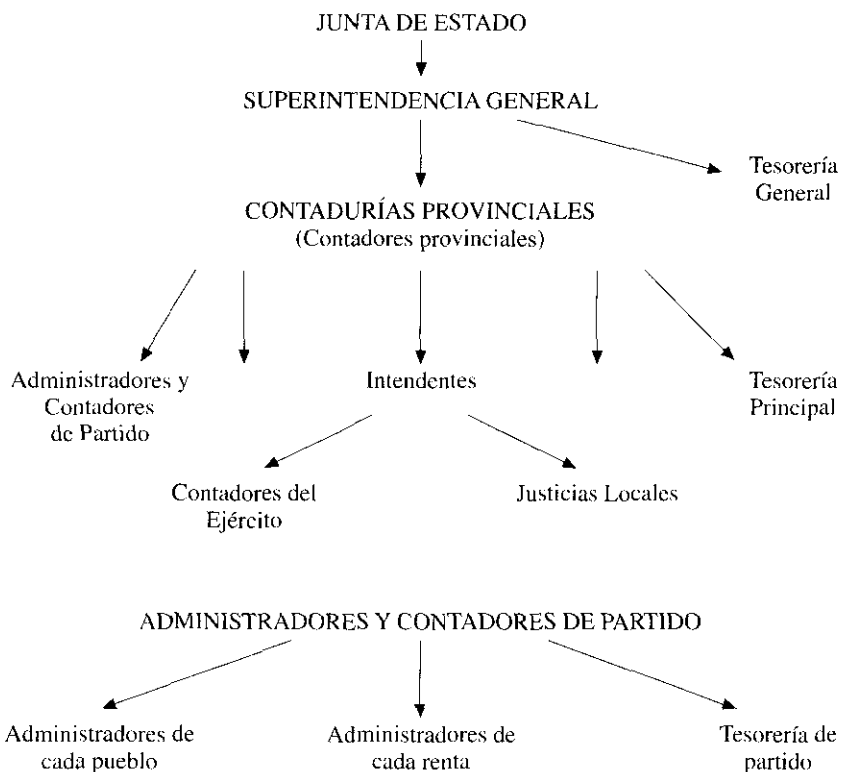 JUNTA DE ESTADO
SUPERINTENDENCIA GENERAL
Tesorería
General
CONTADURÍAS PROVINCIALES
(Contadores provinciales)
Administradores y
Contadores
de Partido
Intendentes
Tesorería
Principal
Contadores del
Ejército
Justicias Locales
ADMINISTRADORES Y CONTADORES DE PARTIDO
Administradores de
cada pueblo
Administradores de
cada renta
Tesorería de
partido